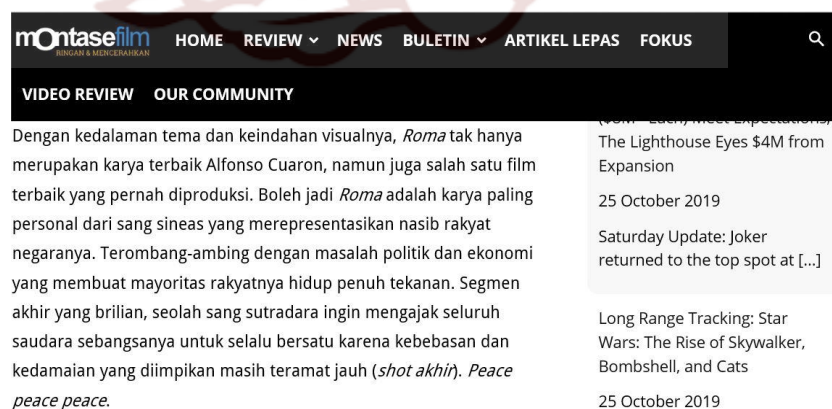 montasefilm
RINGAN & MENCERAHKAN
HOME REVIEW NEWS BULETIN ARTIKEL LEPAS FOKUS
VIDEO REVIEW OUR COMMUNITY
Dengan kedalaman tema dan keindahan visualnya, Roma tak hanya
merupakan karya terbaik Alfonso Cuaron, namun juga salah satu film
terbaik yang pernah diproduksi. Boleh jadi Roma adalah karya paling
personal dari sang sineas yang merepresentasikan nasib rakyat
negaranya. Terombang-ambing dengan masalah politik dan ekonomi
yang membuat mayoritas rakyatnya hidup penuh tekanan. Segmen
akhir yang brilian, seolah sang sutradara ingin mengajak seluruh
saudara sebangsanya untuk selalu bersatu karena kebebasan dan
kedamaian yang diimpikan masih teramat jauh (shot akhir). Peace
peace peace.
The Lighthouse Eyes $4M from
Expansion
25 October 2019
Saturday Update: Joker
returned to the top spot at [...]
Long Range Tracking: Star
Wars: The Rise of Skywalker,
Bombshell, and Cats
25 October 2019